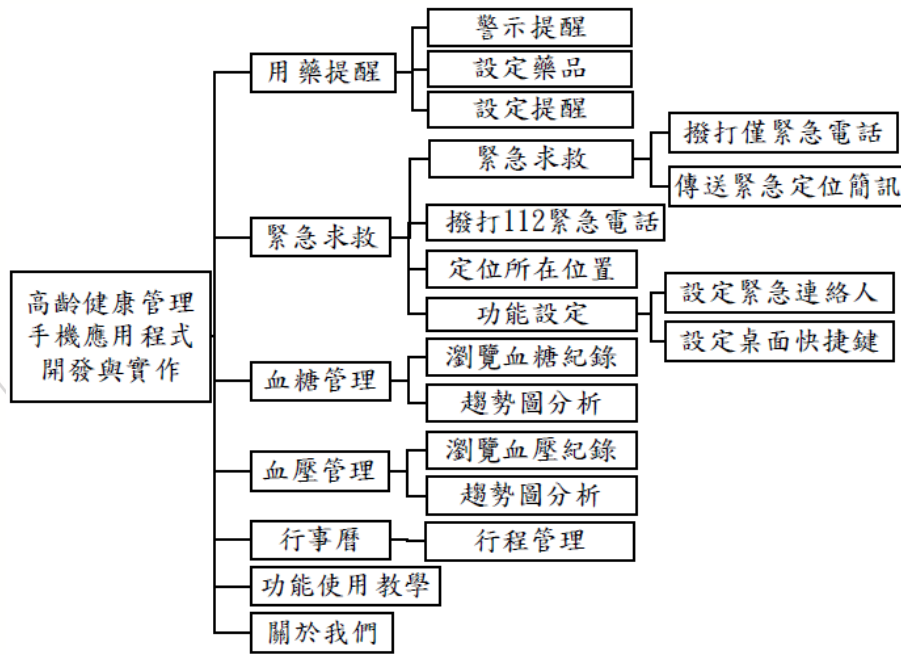 高齡健康管理
手機應用程式
開發與實作
用藥提醒
警示提醒
設定藥品
設定提醒
緊急求救
緊急求救
撥打僅緊急電話
傳送緊急定位簡訊
撥打112緊急電話
定位所在位置
功能設定
設定緊急連絡人
設定桌面快捷鍵
血糖管理
瀏覽血糖紀錄
趨勢圖分析
血壓管理
瀏覽血壓紀錄
趨勢圖分析
行事曆
行程管理
功能使用教學
關於我們